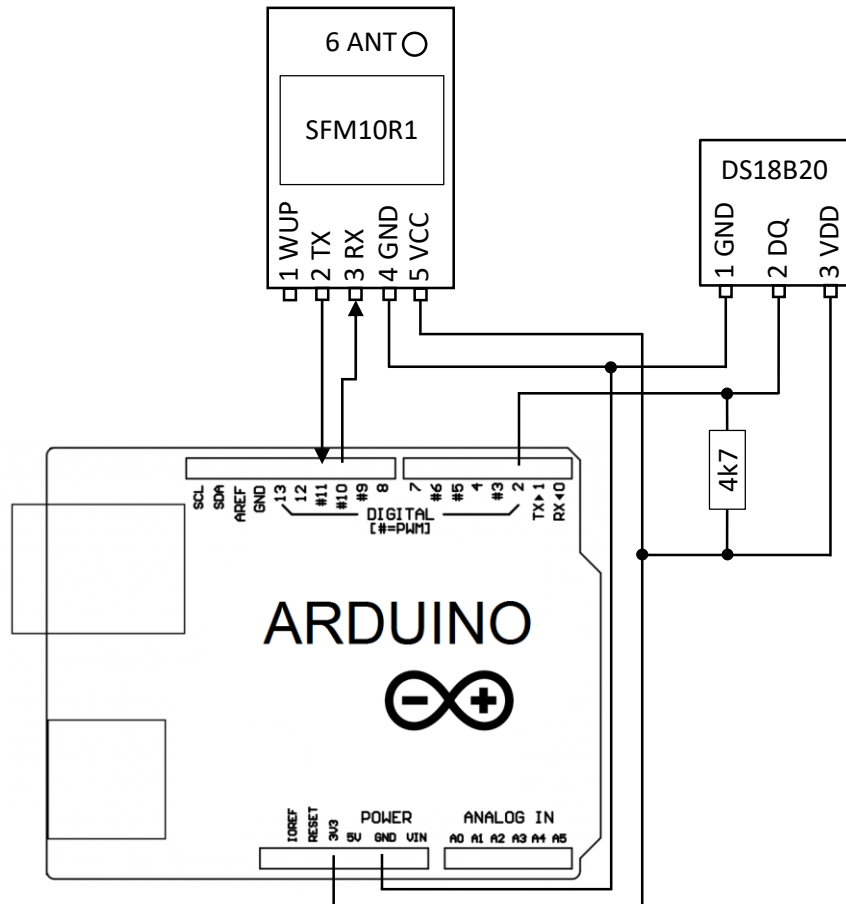 6 ANT
SFM10R1
1 WUP
2 TX
3 RX
4 GND
5 VCC
DS18B20
1 GND
2 DQ
3 VDD
4k7
SCL
SDA
AREF
GND
13
12
#11
#10
#9
8
7
#6
#5
4
#3
2
TX▸1
RX◂0
DIGITAL
[#=PWM]
ARDUINO
POWER
ANALOG IN
IOREF
RESET
3V3
5V
GND
VIN
A0 A1 A2 A3 A4 A5